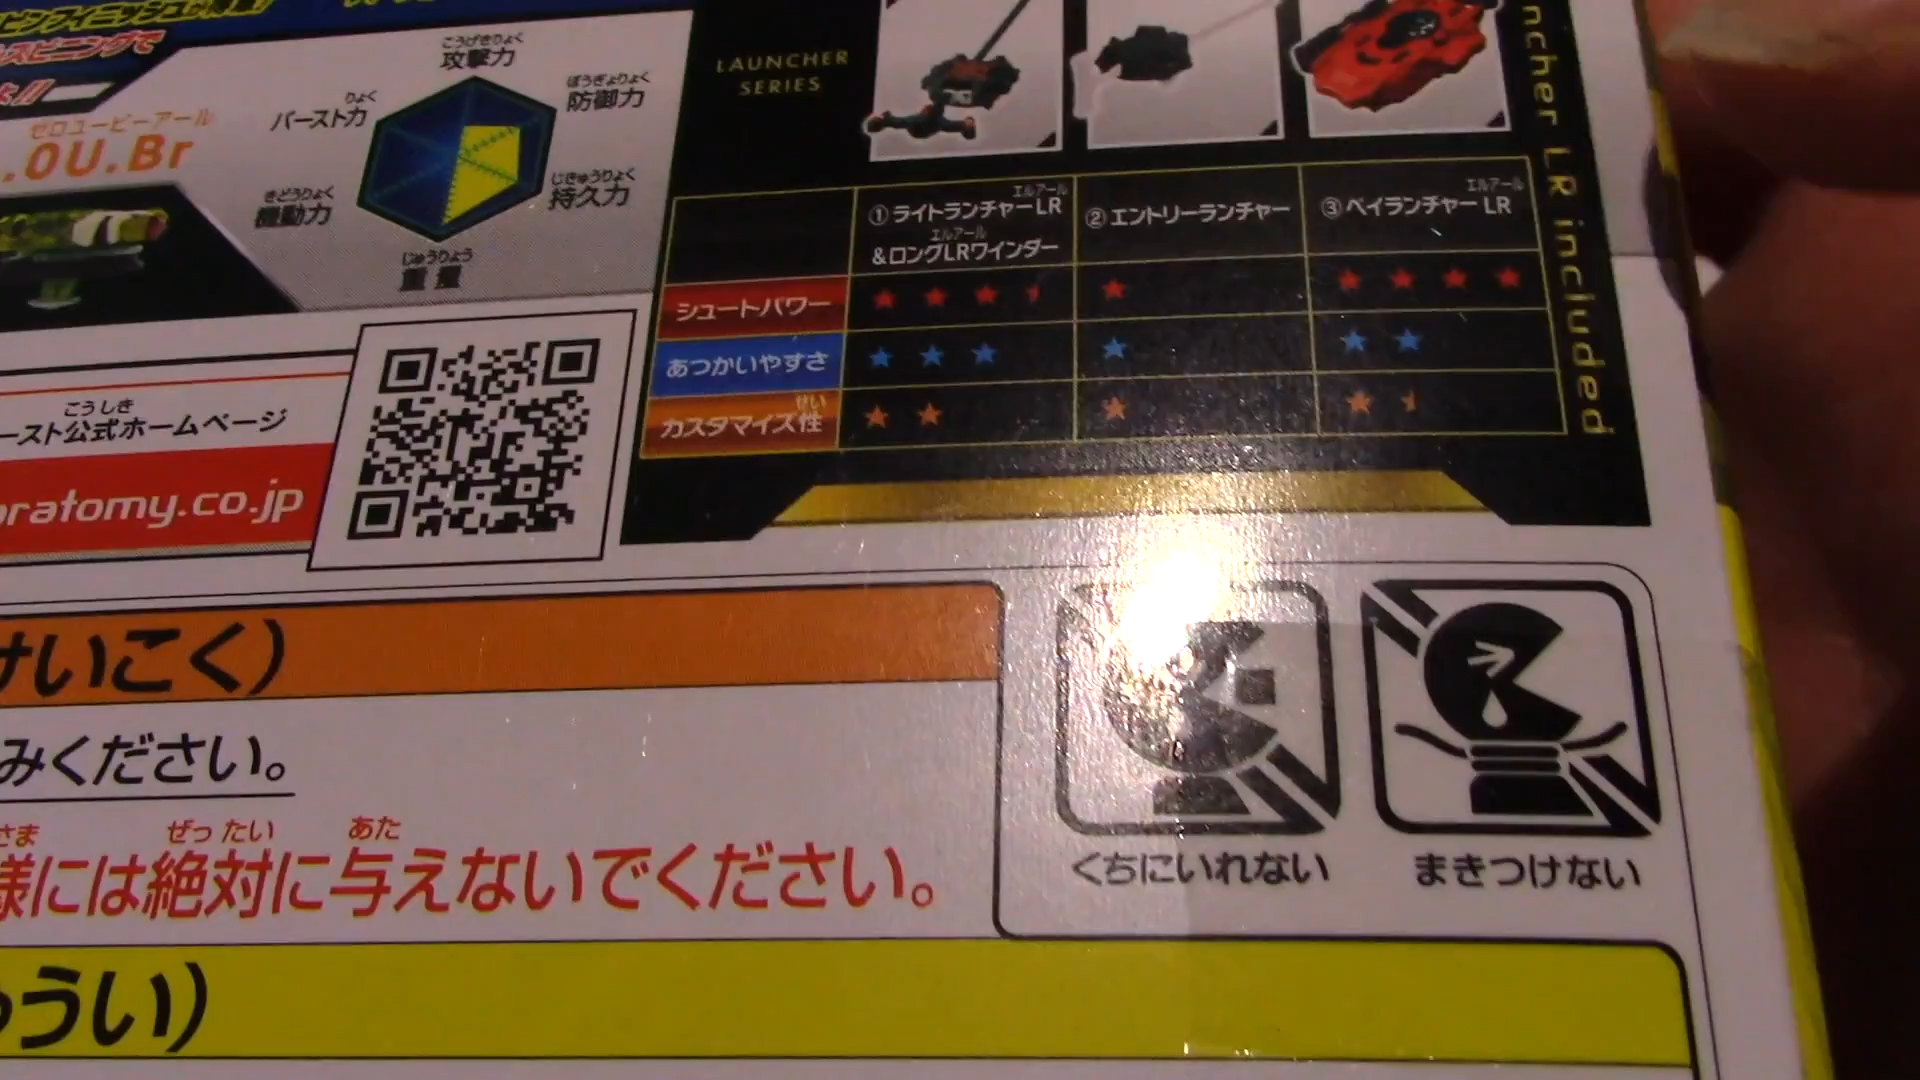 スピニングで
ゼロユービーアール
.0U.Br
こうげきりょく
攻撃力
ぼうぎょりょく
防御力
じきゅうりょく
持久力
じゅうりょう
重量
きどうりょく
機動力
りょく
バースト力
LAUNCHER
SERIES
エルアール
①ライトランチャーLR
エルアール
&ロングLRワインダー
②エントリーランチャー
エルアール
③ベイランチャー LR
シュートパワー
★★★
★
★★★★
あつかいやすさ
★★★
★
★★
せい
カスタマイズ性
★★
★
★
ncher LR included
こうしき
ースト公式ホームページ
ratomy.co.jp
けいこく)
みください。
さま ぜったい あた
様には絶対に与えないでください。
くちにいれない
まきつけない
うい)